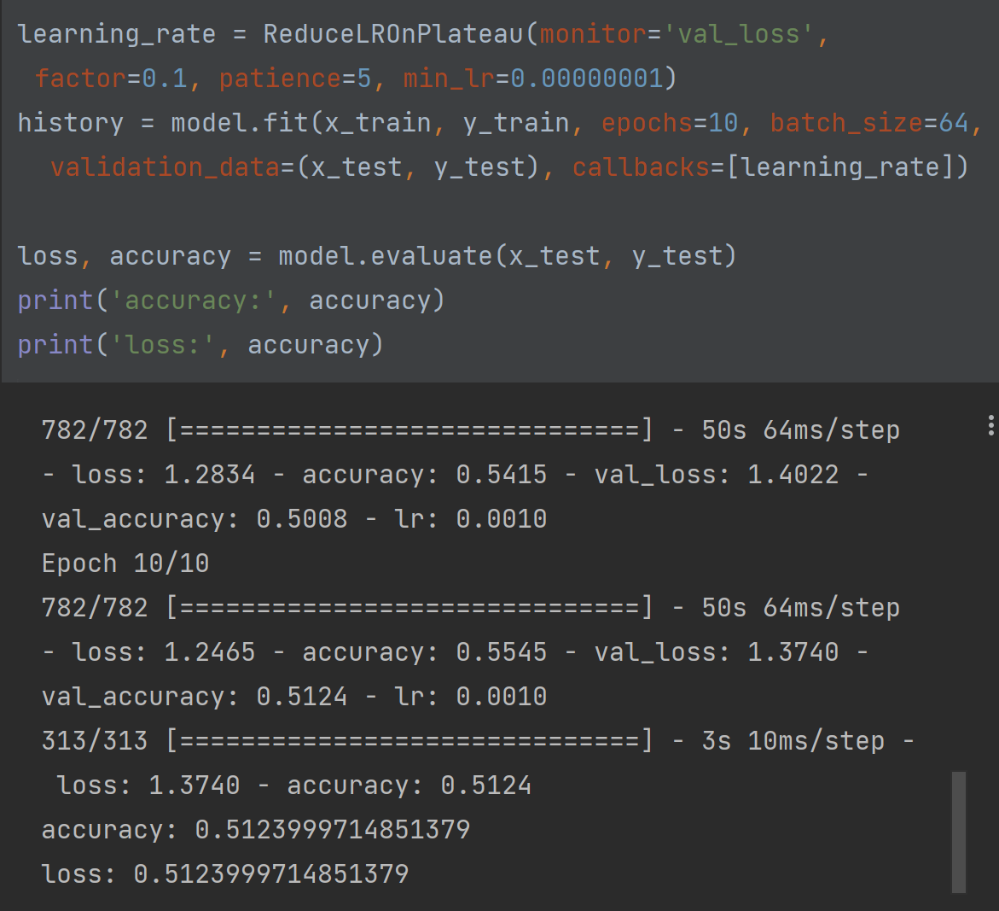 learning_rate = ReduceLROnPlateau(monitor='val_loss',
factor=0.1, patience=5, min_lr=0.00000001)
history = model.fit(x_train, y_train, epochs=10, batch_size=64,
validation_data=(x_test, y_test), callbacks=[learning_rate])
loss, accuracy = model.evaluate(x_test, y_test)
print('accuracy:', accuracy)
print('loss:', accuracy)
782/782 [==============================] - 50s 64ms/step
- loss: 1.2834 - accuracy: 0.5415 - val_loss: 1.4022 -
val_accuracy: 0.5008 - lr: 0.0010
Epoch 10/10
782/782 [==============================] - 50s 64ms/step
- loss: 1.2465 - accuracy: 0.5545 - val_loss: 1.3740 -
val_accuracy: 0.5124 - lr: 0.0010
313/313 [==============================] - 3s 10ms/step -
loss: 1.3740 - accuracy: 0.5124
accuracy: 0.5123999714851379
loss: 0.5123999714851379